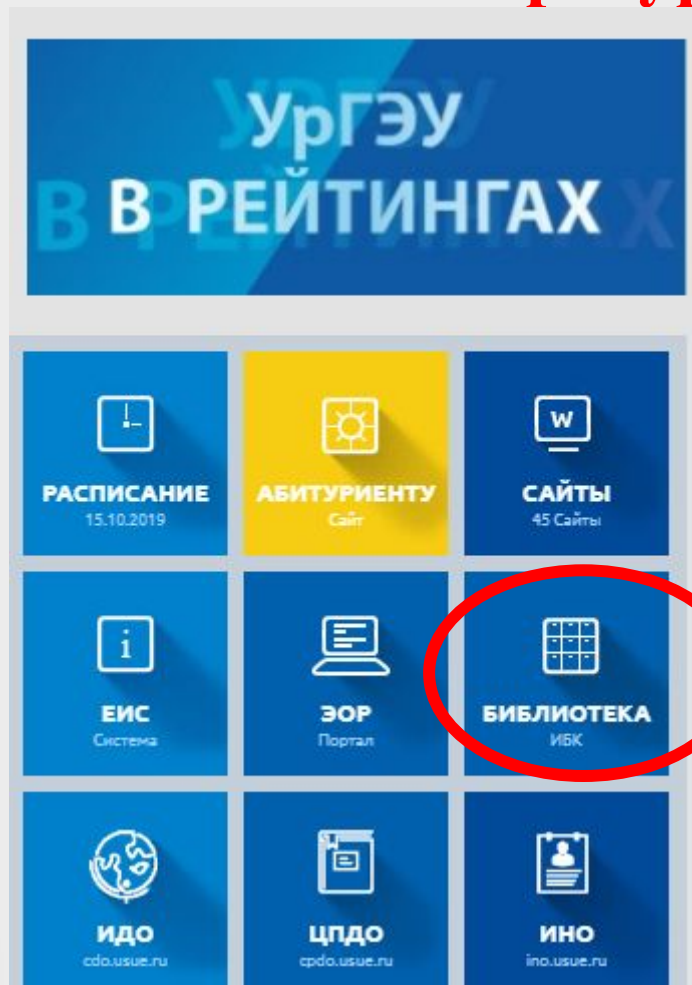 УрГЭУ
В РЕЙТИНГАХ
РАСПИСАНИЕ
15.10.2019
АБИТУРИЕНТУ
Сайт
САЙТЫ
45 Сайты
ЕИС
Система
ЭОР
Портал
БИБЛИОТЕКА
ИБК
ИДО
cdo.usue.ru
ЦПДО
cpdo.usue.ru
ИНО
ino.usue.ru